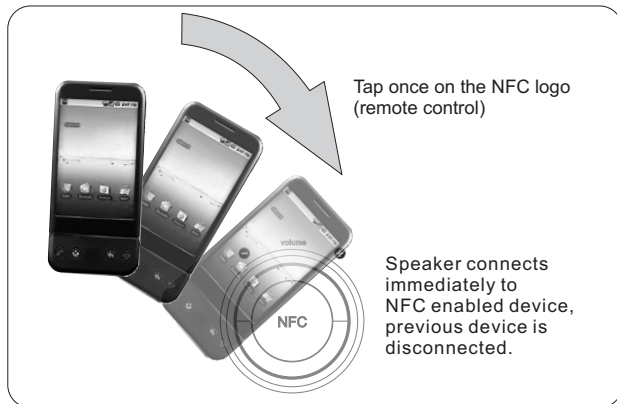 Tap once on the NFC logo
(remote control)
volume
NFC
Speaker connects
immediately to
NFC enabled device,
previous device is
disconnected.